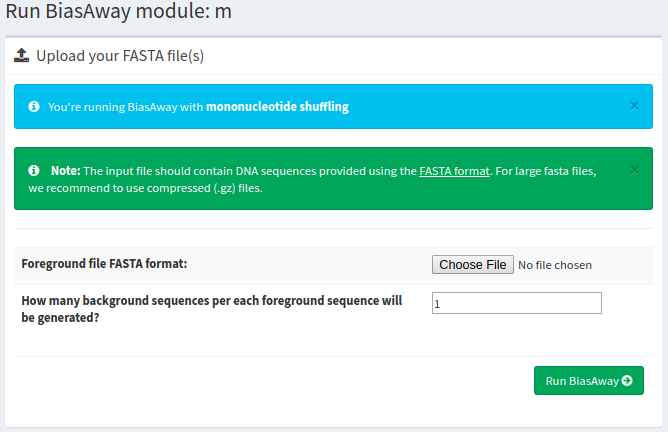 Run BiasAway module: m
Upload your FASTA file(s)
You're running BiasAway with mononucleotide shuffling
×
Note: The input file should contain DNA sequences provided using the FASTA format. For large fasta files,
×
we recommend to use compressed (.gz) files.
Foreground file FASTA format:
Choose File No file chosen
How many background sequences per each foreground sequence will
be generated?
1
Run BiasAway